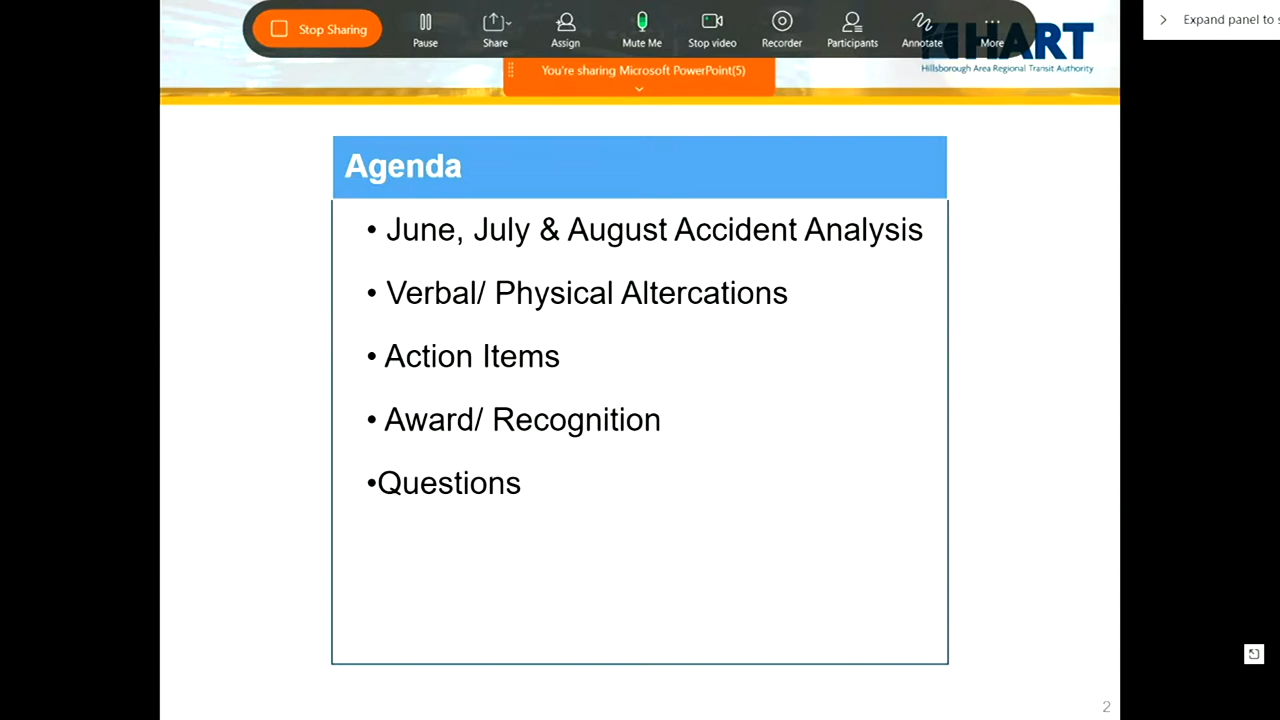 Stop Sharing
Pause
Share
Assign
Mute Me
Stop video
Recorder
Participants
Annotate
More
Expand panel to
HART
Hillsborough Area Regional Transit Authority
You're sharing Microsoft PowerPoint(5)
Agenda
• June, July & August Accident Analysis
• Verbal/ Physical Altercations
• Action Items
• Award/ Recognition
•Questions
2